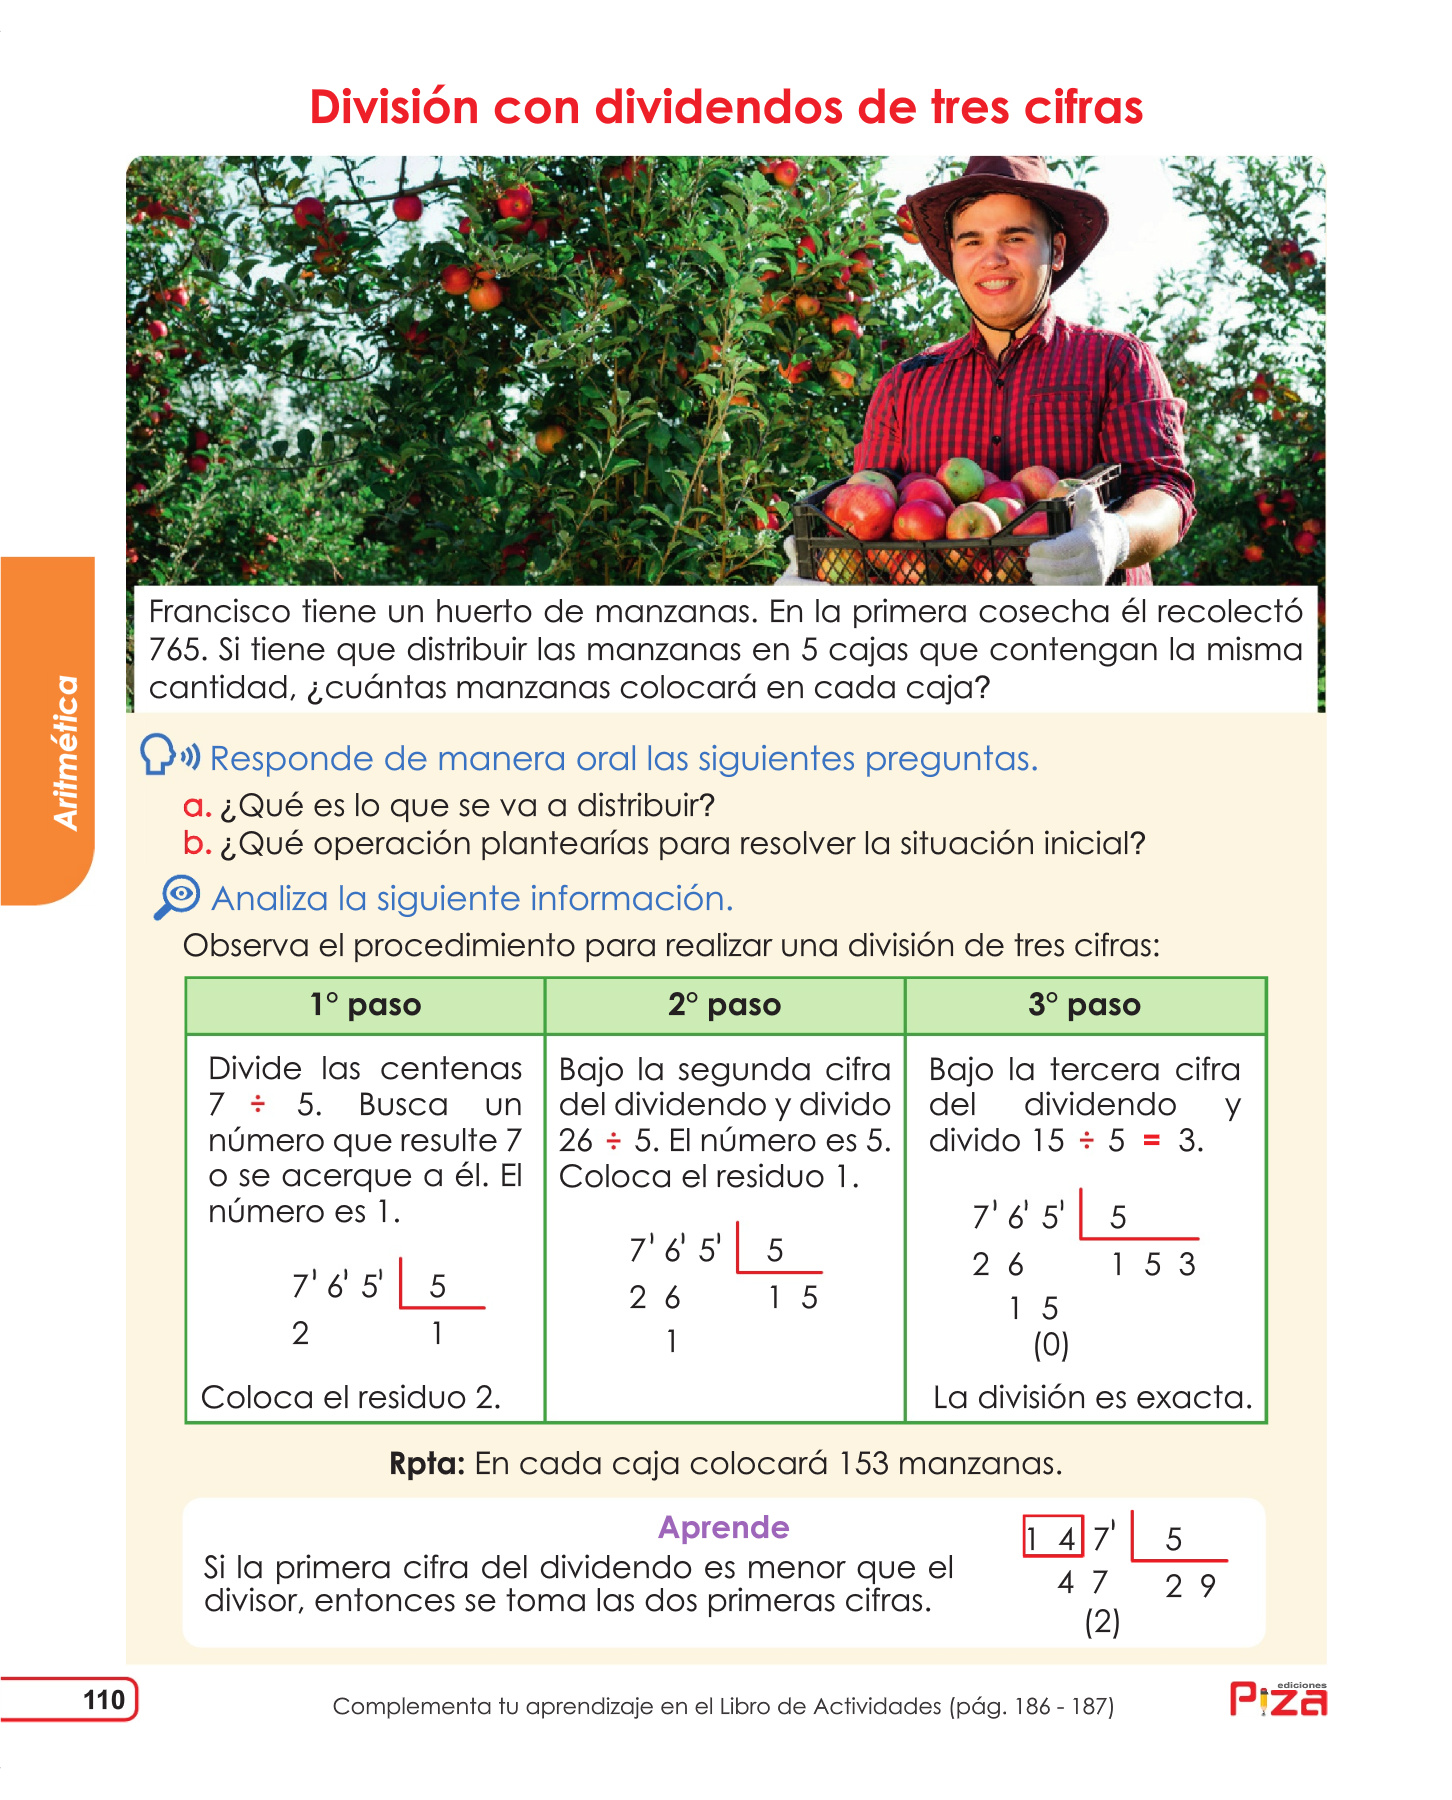 División con dividendos de tres cifras
Francisco tiene un huerto de manzanas. En la primera cosecha él recolectó
765. Si tiene que distribuir las manzanas en 5 cajas que contengan la misma
cantidad, ¿cuántas manzanas colocará en cada caja?
Aritmética
Responde de manera oral las siguientes preguntas.
a. ¿Qué es lo que se va a distribuir?
b. ¿Qué operación plantearías para resolver la situación inicial?
Analiza la siguiente información.
Observa el procedimiento para realizar una división de tres cifras:
1° paso
Divide las centenas
7 ÷ 5. Busca un
número que resulte 7
o se acerque a él. El
número es 1.
7' 6' 5' 5
2 1
Coloca el residuo 2.
2° paso
Bajo la segunda cifra
del dividendo y divido
26 ÷ 5. El número es 5.
Coloca el residuo 1.
7' 6' 5' 5
2 6 1 5
1
3° paso
Bajo la tercera cifra
del dividendo y
divido 15 ÷ 5 = 3.
7' 6' 5' 5
2 6 1 5 3
1 5
(0)
La división es exacta.
Rpta: En cada caja colocará 153 manzanas.
Aprende
Si la primera cifra del dividendo es menor que el
divisor, entonces se toma las dos primeras cifras.
1 4 7' 5
4 7 2 9
(2)
110
Complementa tu aprendizaje en el Libro de Actividades (pág. 186 - 187)
ediciones
Piza